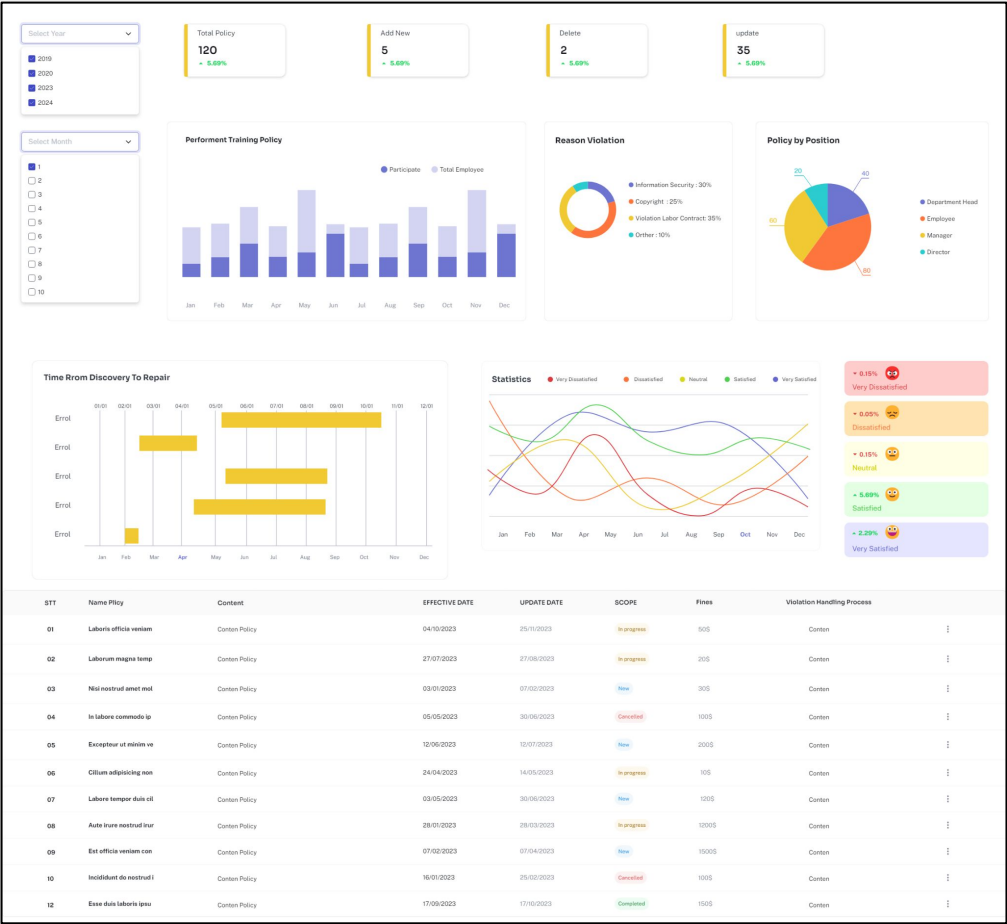 Select Year
2019
2020
2023
2024
Total Policy
120
5.69%
Add New
5
5.69%
Delete
2
5.69%
update
35
5.69%
Select Month
1
2
3
4
5
6
7
8
9
10
Performent Training Policy
Participate Total Employee
Jan Feb Mar Apr May Jun Jul Aug Sep Oct Nov Dec
Reason Violation
Information Security : 30%
Copyright : 25%
Violation Labor Contract: 35%
Orther : 10%
Policy by Position
20
40
60
60
Department Head
Employee
Manager
Director
Time Rrom Discovery To Repair
01/01 02/01 03/01 04/01 05/01 06/01 07/01 08/01 09/01 10/01 11/01 12/01
Errol
Errol
Errol
Errol
Errol
Jan Feb Mar Apr May Jun Jul Aug Sep Oct Nov Dec
Statistics Very Dissatisfied Dissatisfied Neutral Satisfied Very Satisfied
Jan Feb Mar Apr May Jun Jul Aug Sep Oct Nov Dec
0.15%
Very Dissatisfied
0.05%
Dissatisfied
0.15%
Neutral
5.69%
Satisfied
2.29%
Very Satisfied
STT Name Plicy Content EFFECTIVE DATE UPDATE DATE SCOPE Fines Violation Handling Process
01 Laboris officia veniam Conten Policy 04/10/2023 25/11/2023 In progress 50$ Conten
02 Laborum magna temp Conten Policy 27/07/2023 27/08/2023 In progress 20$ Conten
03 Nisi nostrud amet mol Conten Policy 03/01/2023 07/02/2023 New 30$ Conten
04 In labore commodo ip Conten Policy 05/05/2023 30/06/2023 Cancelled 100$ Conten
05 Excepteur ut minim ve Conten Policy 12/06/2023 12/07/2023 New 200$ Conten
06 Cillum adipisicing non Conten Policy 24/04/2023 14/05/2023 In progress 10$ Conten
07 Labore tempor duis cil Conten Policy 03/05/2023 30/06/2023 New 120$ Conten
08 Aute irure nostrud irur Conten Policy 28/01/2023 28/03/2023 In progress 1200$ Conten
09 Est officia veniam con Conten Policy 07/02/2023 07/04/2023 New 1500$ Conten
10 Incididunt do nostrud i Conten Policy 16/01/2023 25/02/2023 Cancelled 100$ Conten
12 Esse duis laboris ipsu Conten Policy 17/09/2023 17/10/2023 Completed 150$ Conten